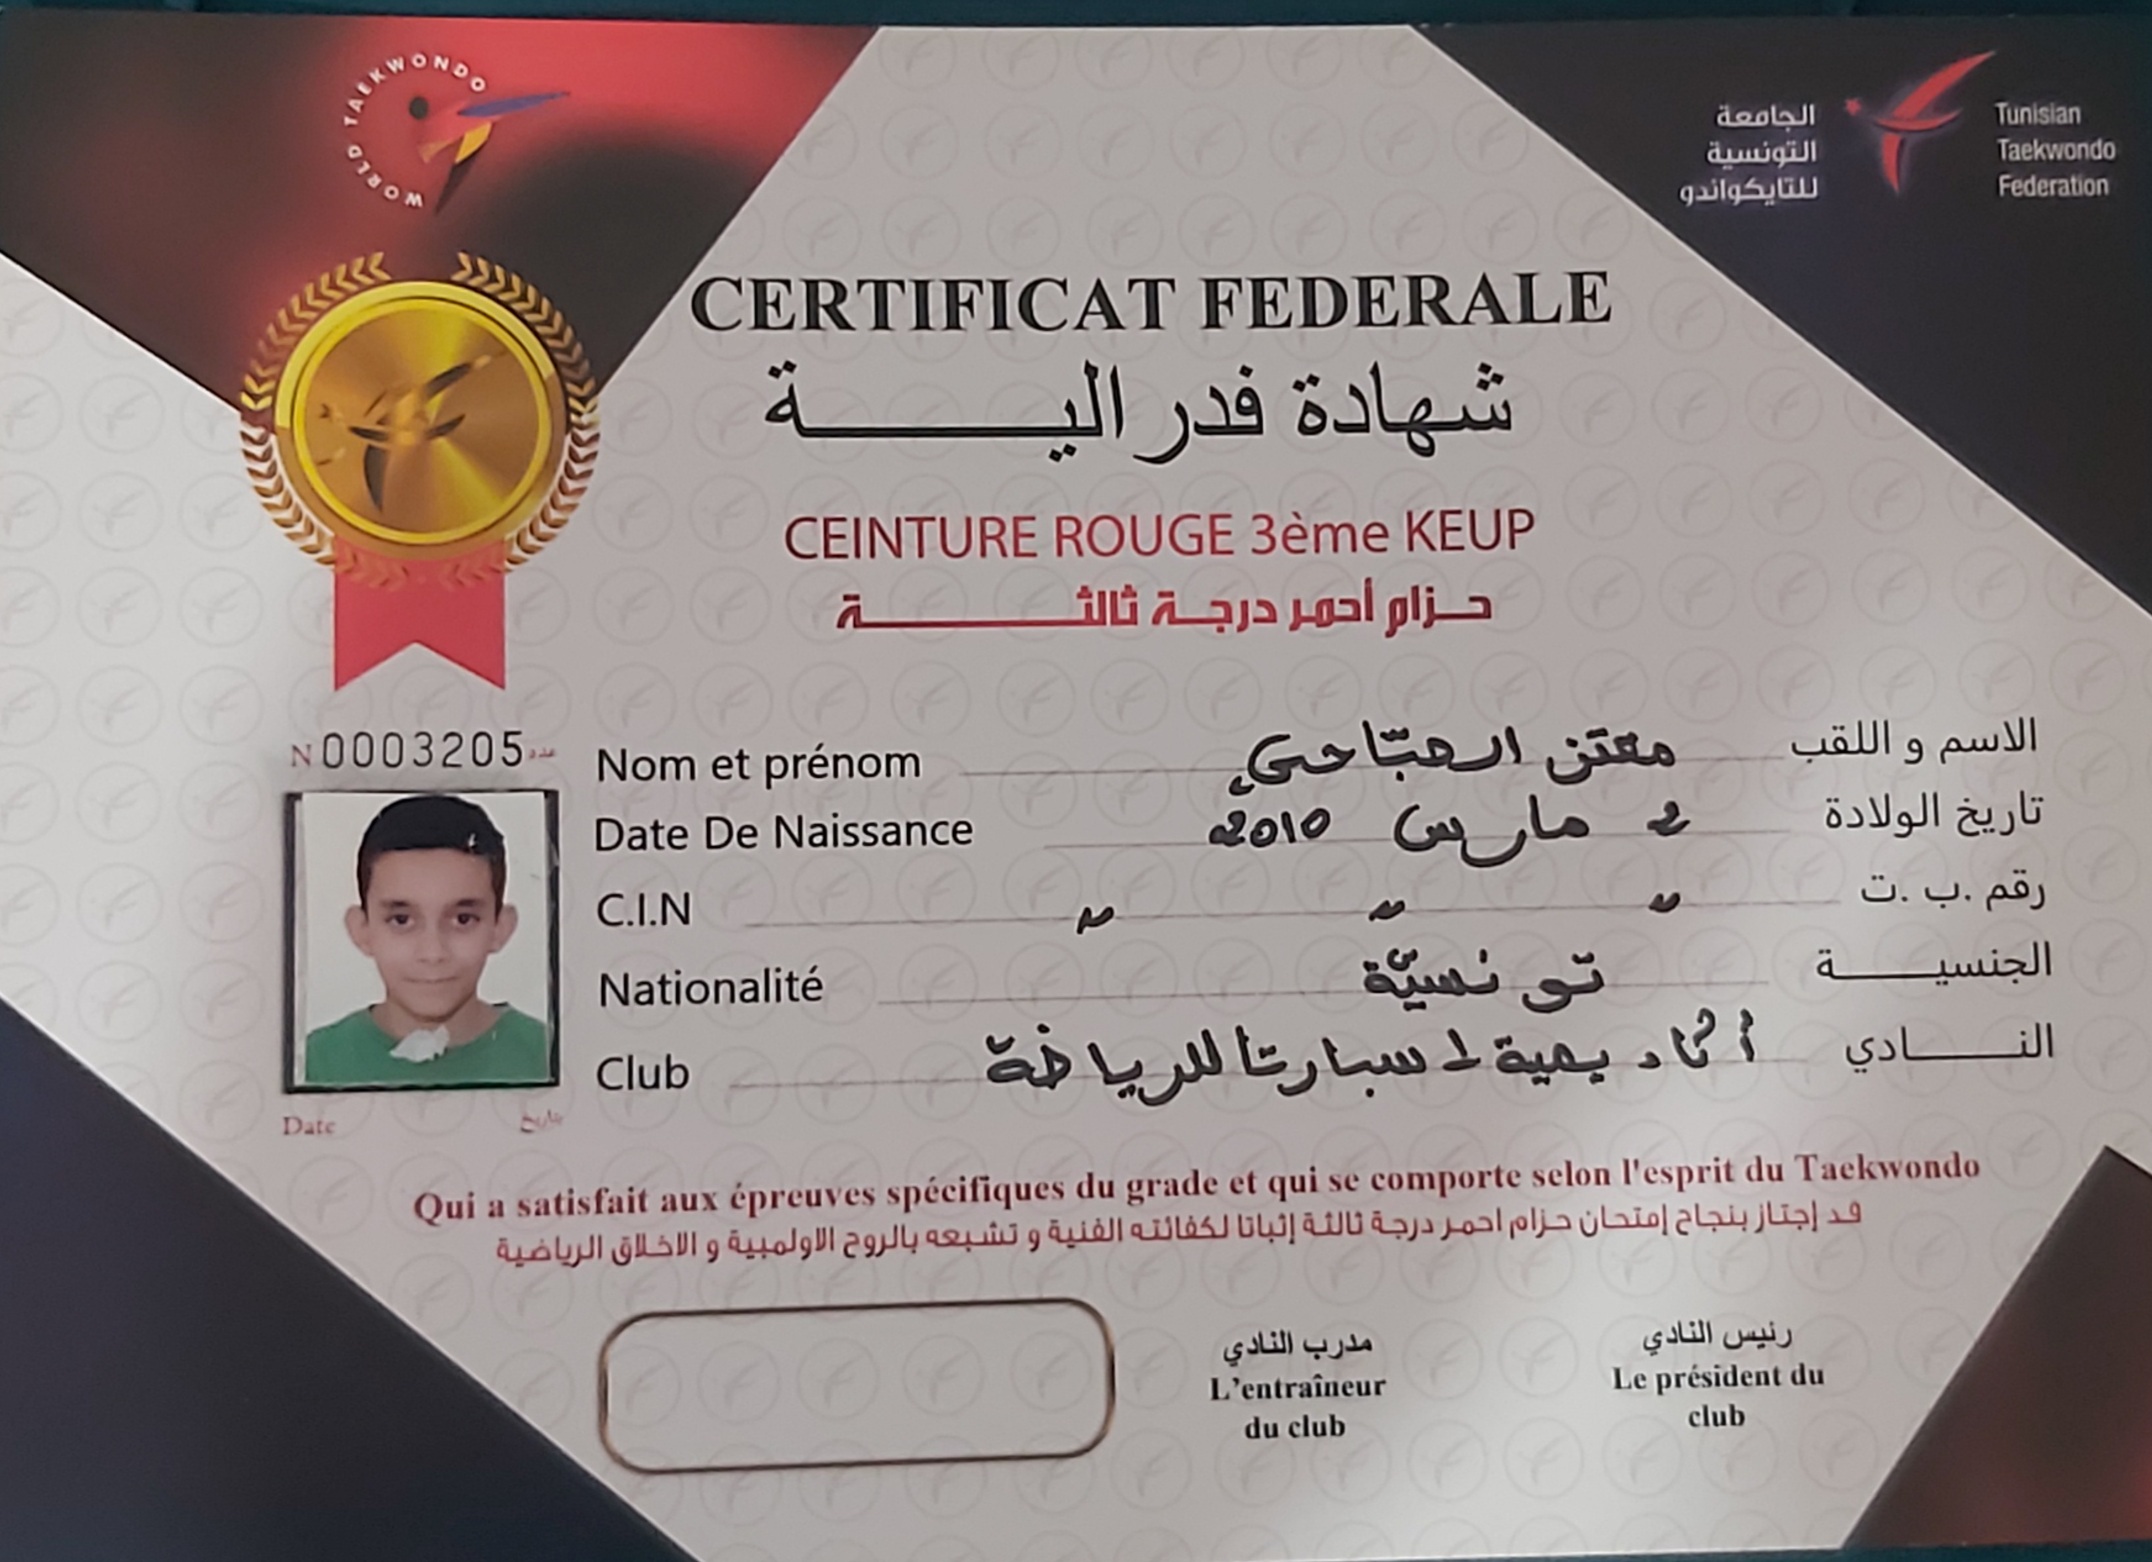 WORLD TAEKWONDO
الجامعة
التونسية
للتايكواندو
Tunisian
Taekwondo
Federation
CERTIFICAT FEDERALE
شهادة فدرالية
CEINTURE ROUGE 3ème KEUP
حزام أحمر درجة ثالثة
N 0003205 عدد
Nom et prénom معتز الصباحي الاسم و اللقب
Date De Naissance 2 مارس 2010 تاريخ الولادة
C.I.N " " " رقم .ب .ت
Nationalité تونسيّة الجنسية
Club أكاديمية لاسبارتا للرياضة النادي
Date تاريخ
Qui a satisfait aux épreuves spécifiques du grade et qui se comporte selon l'esprit du Taekwondo
قد إجتاز بنجاح إمتحان حزام احمر درجة ثالثة إثباتا لكفائته الفنية و تشبعه بالروح الاولمبية و الاخلاق الرياضية
مدرب النادي
L'entraîneur
du club
رئيس النادي
Le président du
club